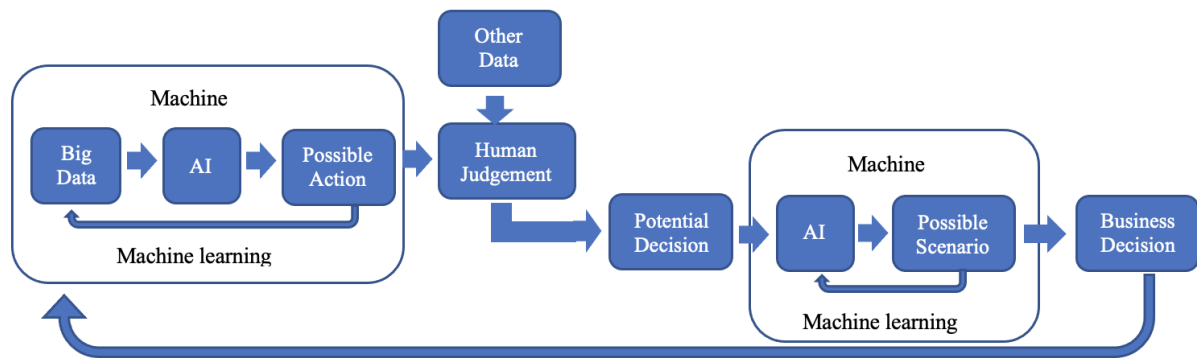 Other
Data
Machine
Big
Data
AI
Possible
Action
Machine learning
Human
Judgement
Potential
Decision
Machine
AI
Possible
Scenario
Machine learning
Business
Decision